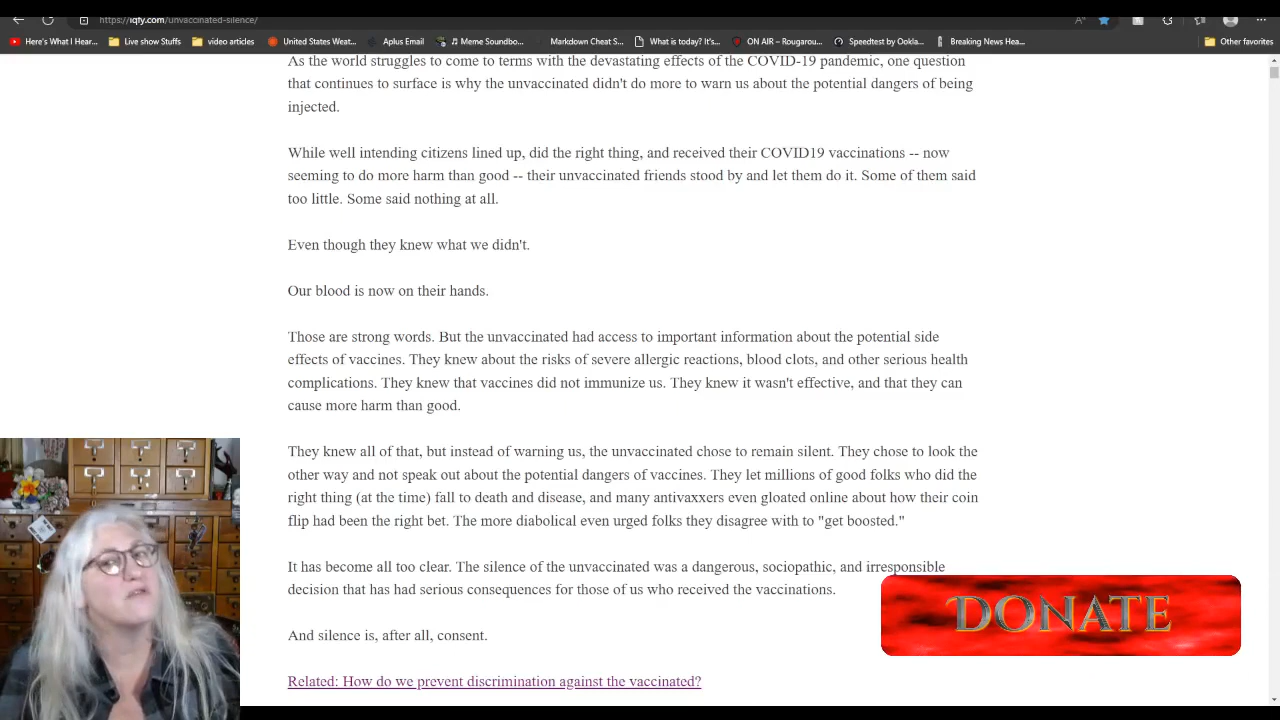 https://iqfy.com/unvaccinated-silence/
Here's What I Hear... Live show Stuffs video articles United States Weat... Aplus Email ♫ Meme Soundbo... Markdown Cheat S... What is today? It's... ON AIR – Rougarou... Speedtest by Ookla... Breaking News Hea... Other favorites
As the world struggles to come to terms with the devastating effects of the COVID-19 pandemic, one question
that continues to surface is why the unvaccinated didn't do more to warn us about the potential dangers of being
injected.
While well intending citizens lined up, did the right thing, and received their COVID19 vaccinations -- now
seeming to do more harm than good -- their unvaccinated friends stood by and let them do it. Some of them said
too little. Some said nothing at all.
Even though they knew what we didn't.
Our blood is now on their hands.
Those are strong words. But the unvaccinated had access to important information about the potential side
effects of vaccines. They knew about the risks of severe allergic reactions, blood clots, and other serious health
complications. They knew that vaccines did not immunize us. They knew it wasn't effective, and that they can
cause more harm than good.
They knew all of that, but instead of warning us, the unvaccinated chose to remain silent. They chose to look the
other way and not speak out about the potential dangers of vaccines. They let millions of good folks who did the
right thing (at the time) fall to death and disease, and many antivaxxers even gloated online about how their coin
flip had been the right bet. The more diabolical even urged folks they disagree with to "get boosted."
It has become all too clear. The silence of the unvaccinated was a dangerous, sociopathic, and irresponsible
decision that has had serious consequences for those of us who received the vaccinations.
DONATE
And silence is, after all, consent.
Related: How do we prevent discrimination against the vaccinated?